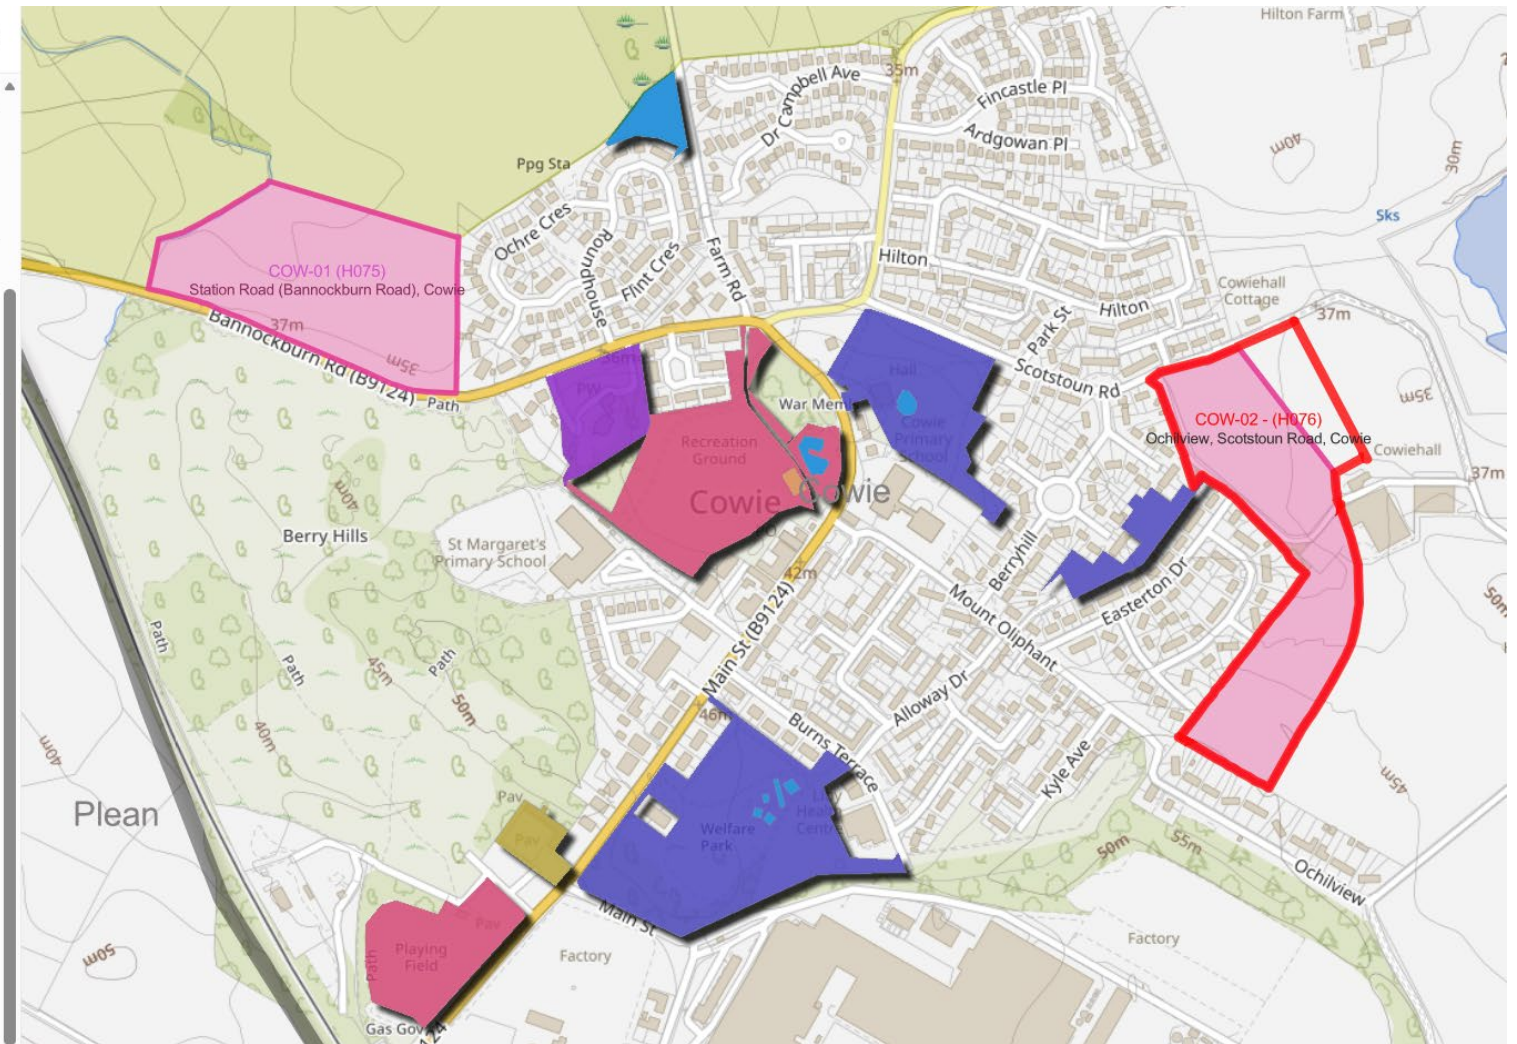 Hilton Farm
35m
Dr Campbell Ave
Fincastle Pl
Ardgowan Pl
40m
30m
Ppg Sta
Ochre Cres
Roundhouse
Flint Cres
Farm Rd
Hilton
Sks
Cowiehall
Cottage
COW-01 (H075)
Station Road (Bannockburn Road), Cowie
37m
Bannockburn Rd (B9124)
35m
Path
36m
PW
Hall
S Park St
Hilton
37m
Scotstoun Rd
35m
War Mem
Cowie
Primary
School
COW-02 - (H076)
Ochilview, Scotstoun Road, Cowie
Cowiehall
37m
Recreation
Ground
Cowie
Cowie
40m
Berry Hills
St Margaret's
Primary School
42m
Berryhill
Mount Oliphant
Easterton Dr
50m
Path
Path
Path
45m
50m
40m
40m
Main St (B9124)
46m
Burns Terrace
Alloway Dr
Kyle Ave
45m
Plean
Pav
Pav
Welfare
Park
50m
55m
Ochilview
Main St
Playing
Field
Pav
Path
50m
Factory
Factory
Gas Gov